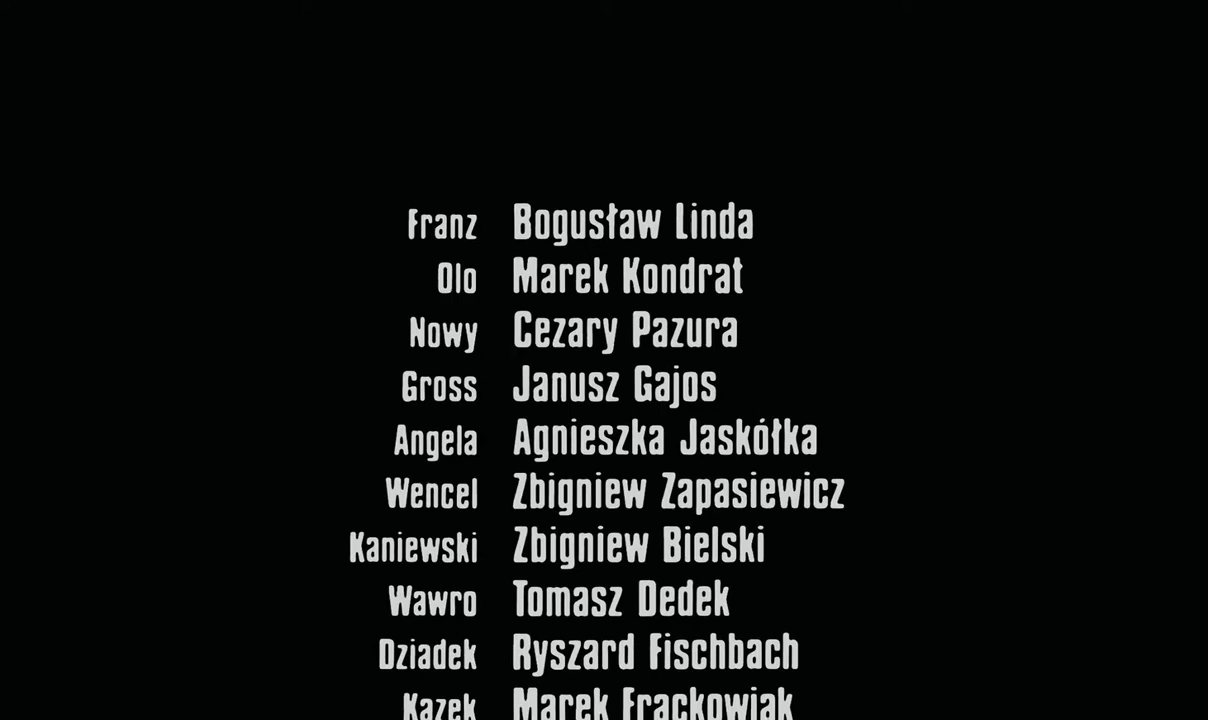 Franz Bogusław Linda
Olo Marek Kondrat
Nowy Cezary Pazura
Gross Janusz Gajos
Angela Agnieszka Jaskółka
Wencel Zbigniew Zapasiewicz
Kaniewski Zbigniew Bielski
Wawro Tomasz Dedek
Dziadek Ryszard Fischbach
Kazek Marek Frąckowiak